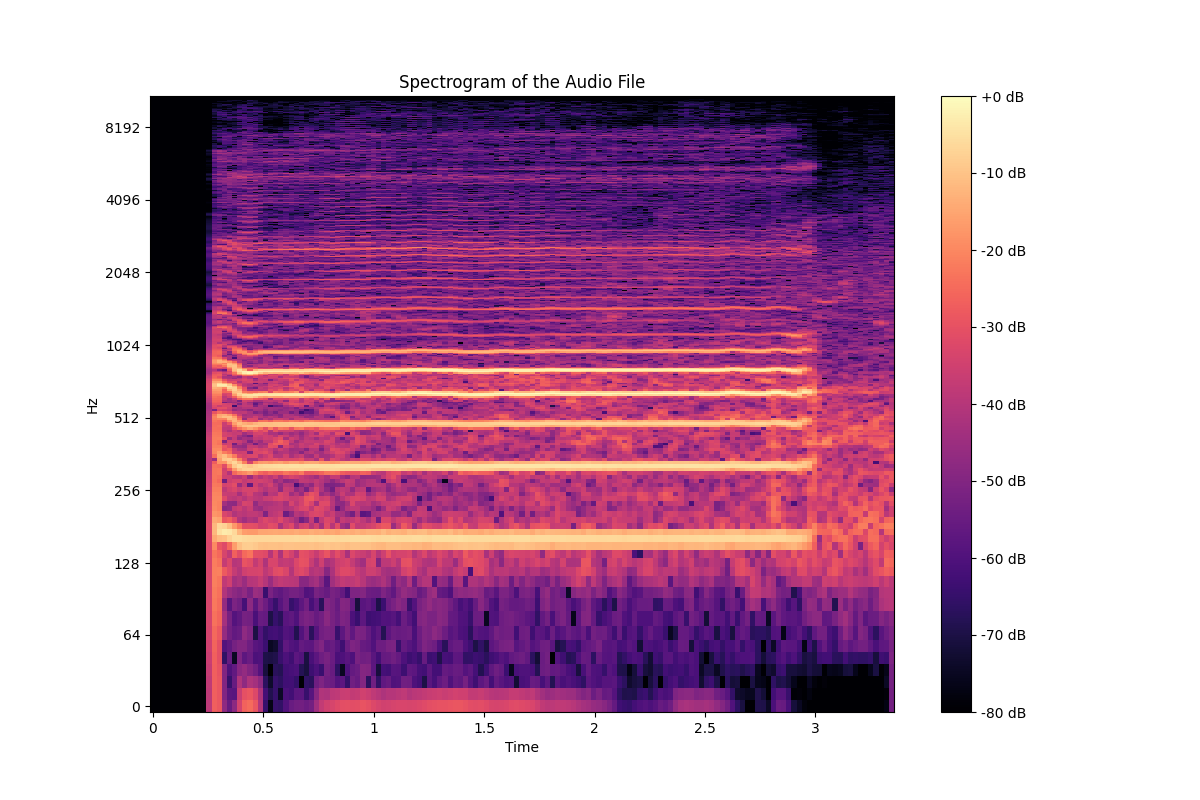 Spectrogram of the Audio File
Hz
8192
4096
2048
1024
512
256
128
64
0
0 0.5 1 1.5 2 2.5 3
Time
+0 dB
-10 dB
-20 dB
-30 dB
-40 dB
-50 dB
-60 dB
-70 dB
-80 dB